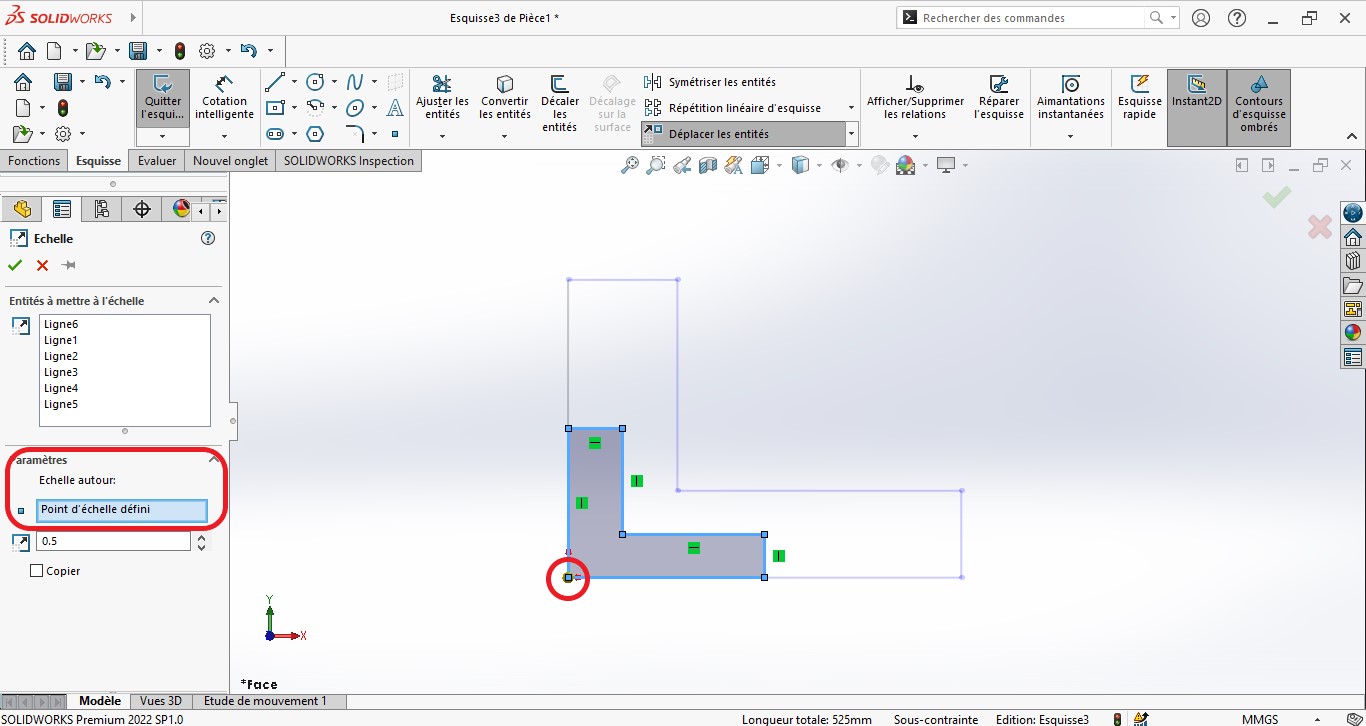 SOLIDWORKS
Esquisse3 de Pièce1 *
Rechercher des commandes
Quitter l'esqui...
Cotation intelligente
Ajuster les entités
Convertir les entités
Décaler les entités
Décalage sur la surface
Symétriser les entités
Répétition linéaire d'esquisse
Déplacer les entités
Afficher/Supprimer les relations
Réparer l'esquisse
Aimantations instantanées
Esquisse rapide
Instant2D
Contours d'esquisse ombrés
Fonctions
Esquisse
Evaluer
Nouvel onglet
SOLIDWORKS Inspection
Echelle
Entités à mettre à l'échelle
Ligne6
Ligne1
Ligne2
Ligne3
Ligne4
Ligne5
aramètres
Echelle autour:
Point d'échelle défini
0.5
Copier
Y
X
*Face
Modèle
Vues 3D
Etude de mouvement 1
SOLIDWORKS Premium 2022 SP1.0
Longueur totale: 525mm
Sous-contrainte
Edition: Esquisse3
MMGS